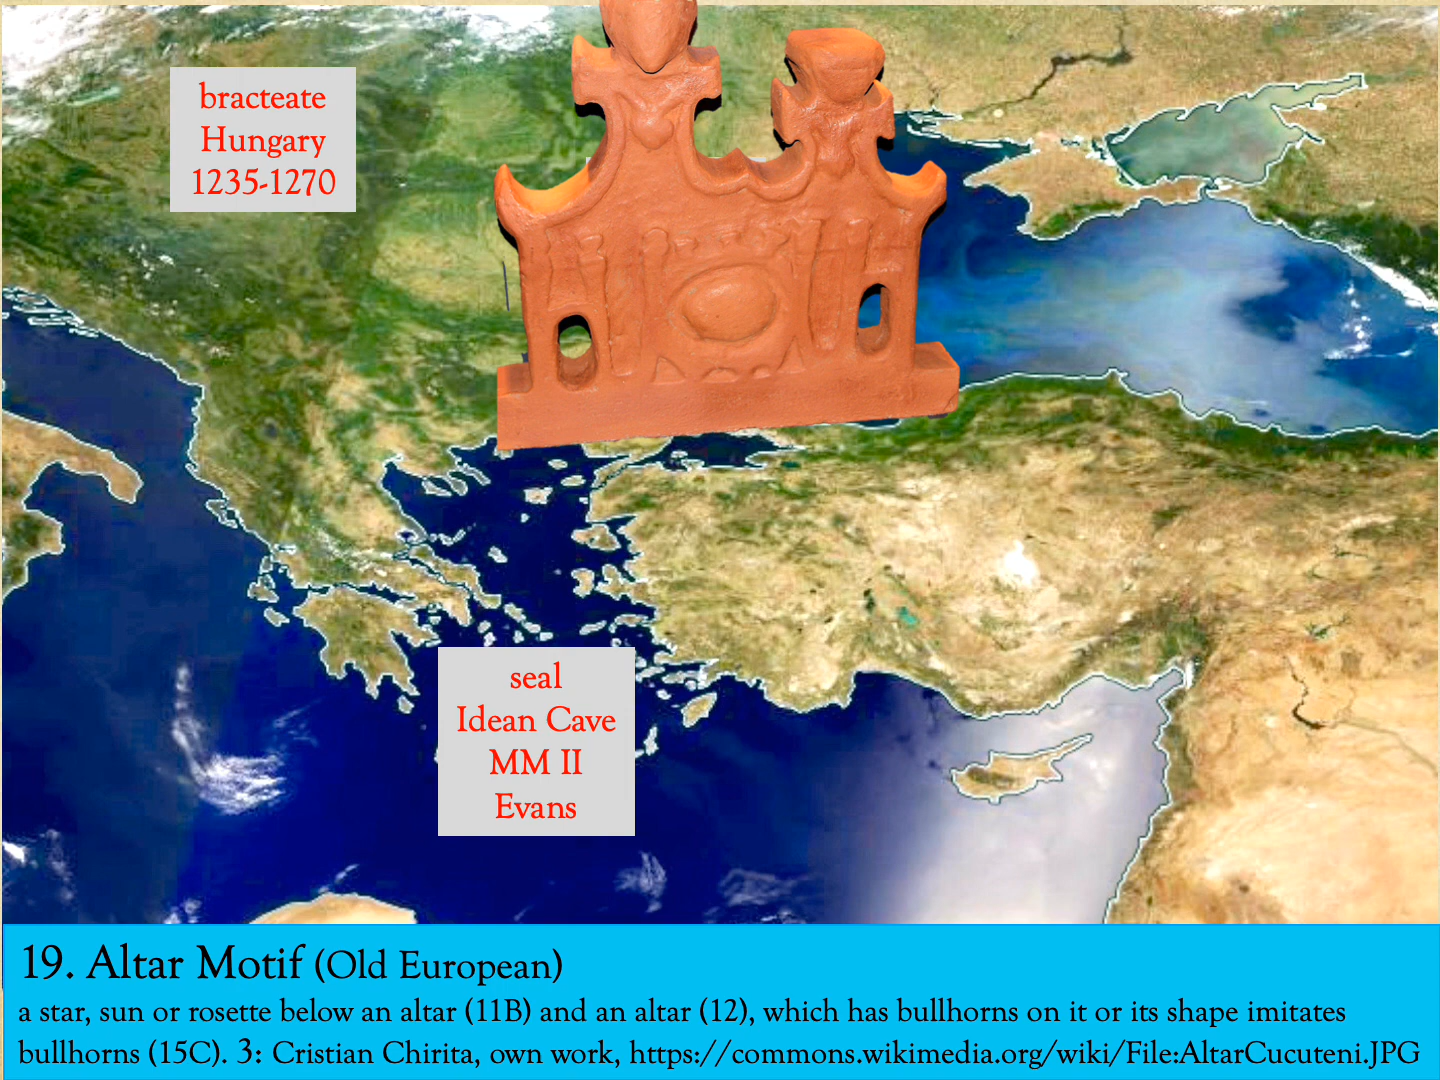 bracteate
Hungary
1235-1270
seal
Idean Cave
MM II
Evans
19. Altar Motif (Old European)
a star, sun or rosette below an altar (11B) and an altar (12), which has bullhorns on it or its shape imitates
bullhorns (15C). 3: Cristian Chirita, own work, https://commons.wikimedia.org/wiki/File:AltarCucuteni.JPG